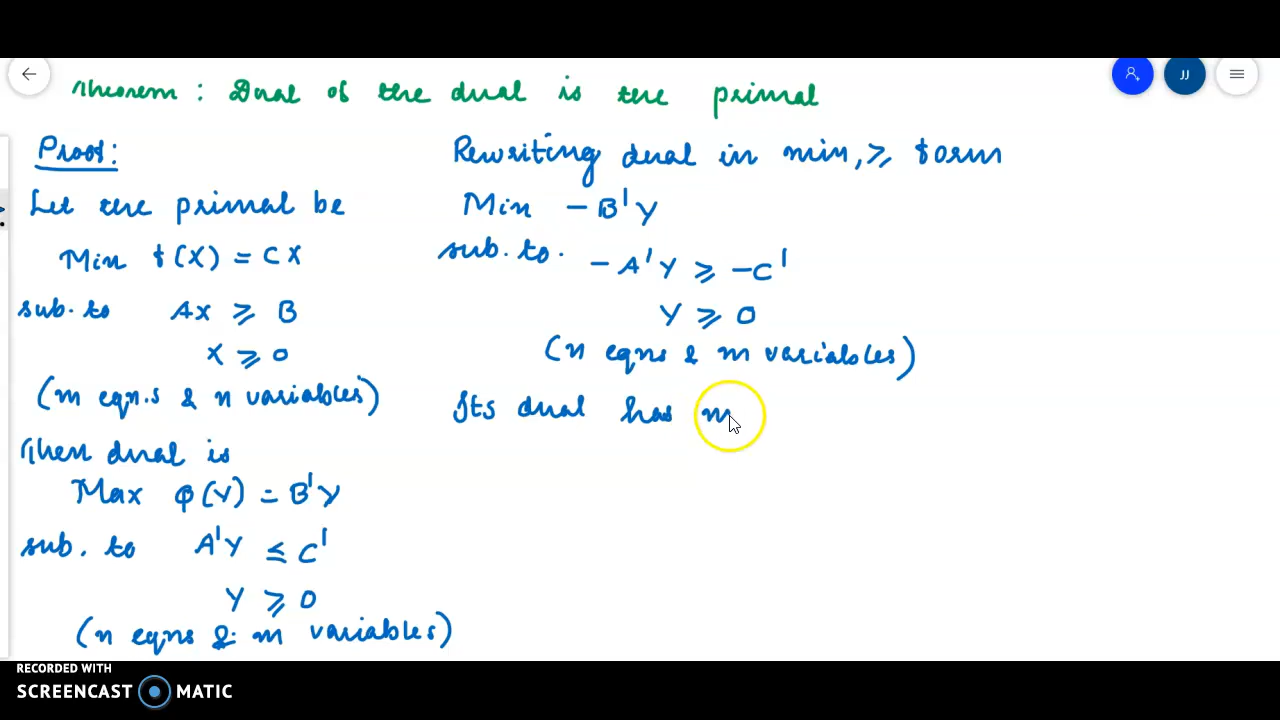 Theorem : Dual of the dual is the primal
Proof:
Let the primal be
Min f(X) = CX
sub. to AX ⩾ B
X ⩾ 0
(m eqn.s & n variables)
Then dual is
Max φ(Y) = B'Y
sub. to A'Y ≤ C'
Y ⩾ 0
(n eqns & m variables)
Rewriting dual in min, ⩾ form
Min - B'Y
sub. to. - A'Y ⩾ -C'
Y ⩾ 0
(n eqns & m variables)
Its dual has m
JJ
RECORDED WITH
SCREENCAST MATIC